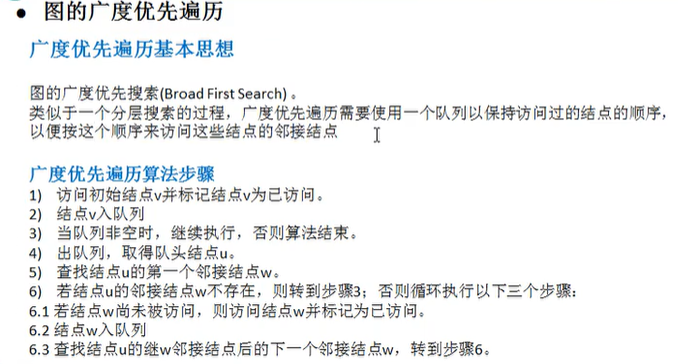 ● 图的广度优先遍历
广度优先遍历基本思想
图的广度优先搜索(Broad First Search) 。
类似于一个分层搜索的过程，广度优先遍历需要使用一个队列以保持访问过的结点的顺序，
以便按这个顺序来访问这些结点的邻接结点
广度优先遍历算法步骤
1) 访问初始结点v并标记结点v为已访问。
2) 结点v入队列
3) 当队列非空时，继续执行，否则算法结束。
4) 出队列，取得队头结点u。
5) 查找结点u的第一个邻接结点w。
6) 若结点u的邻接结点w不存在，则转到步骤3；否则循环执行以下三个步骤：
6.1 若结点w尚未被访问，则访问结点w并标记为已访问。
6.2 结点w入队列
6.3 查找结点u的继w邻接结点后的下一个邻接结点w，转到步骤6。